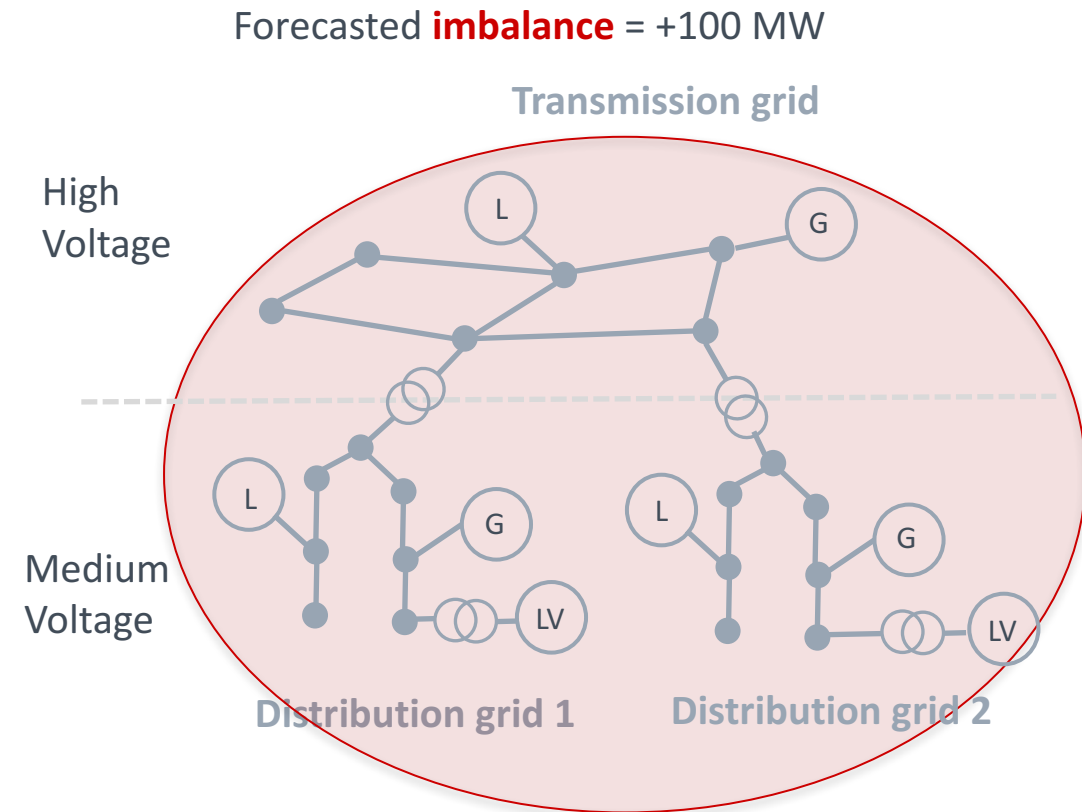 Forecasted imbalance = +100 MW
Transmission grid
High
Voltage
L
G
L
G
LV
L
G
LV
Medium
Voltage
Distribution grid 1
Distribution grid 2